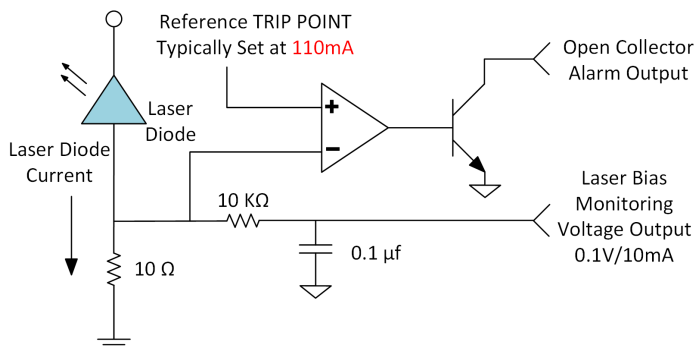 Reference TRIP POINT
Typically Set at 110mA
Open Collector
Alarm Output
+
−
Laser
Diode
Laser Diode
Current
10 KΩ
Laser Bias
Monitoring
Voltage Output
0.1V/10mA
10 Ω
0.1 µf